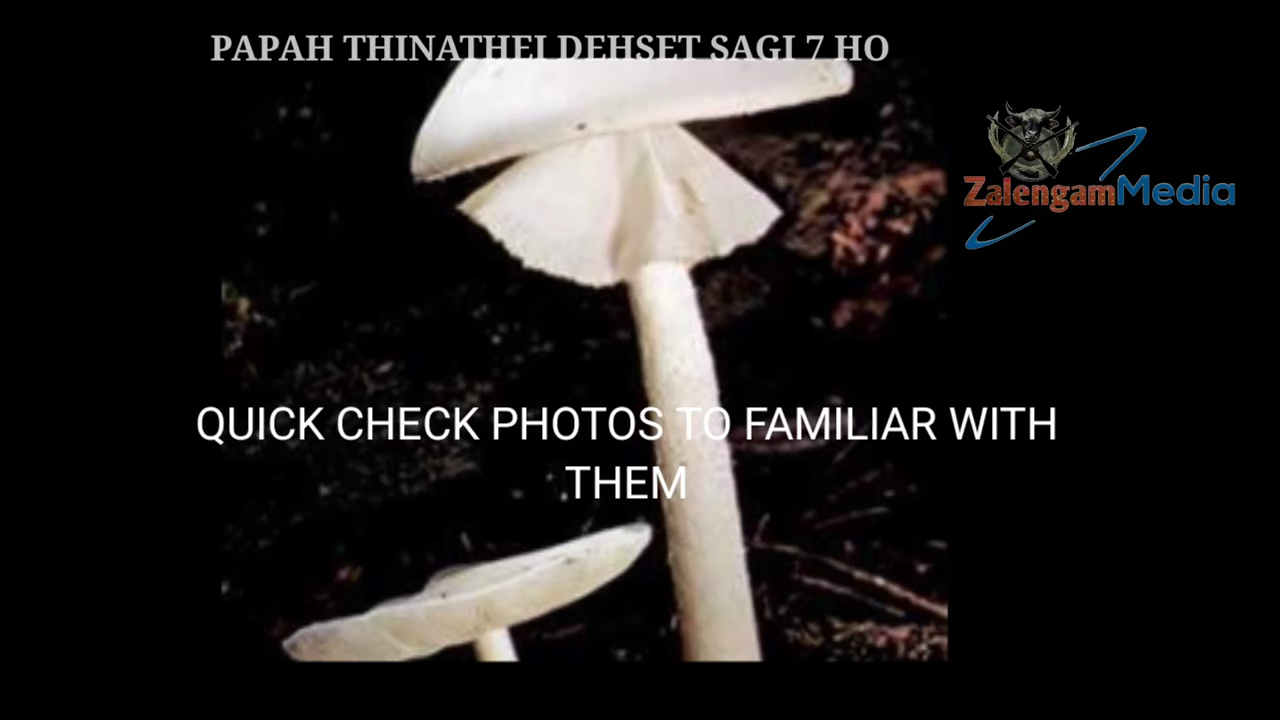 PAPAH THINATHEI DEHSET SAGI 7 HO
ZalengamMedia
QUICK CHECK PHOTOS TO FAMILIAR WITH
THEM